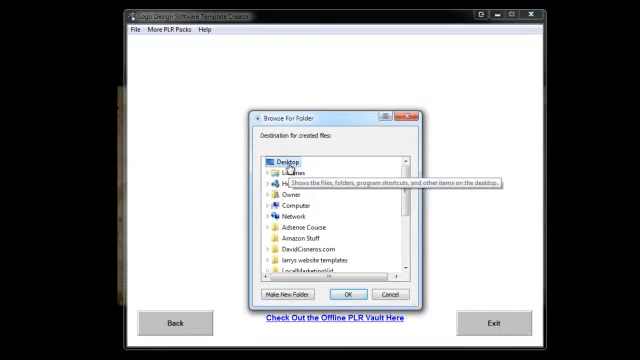 Logo Design Software Template Creator
File More PLR Packs Help
Browse For Folder
Destination for created files:
Desktop
Libraries
Shows the files, folders, program shortcuts, and other items on the desktop.
Owner
Computer
Network
Adsense Course
Amazon Stuff
DavidCisneros.com
larrys website templates
LocalMarketingVid
Make New Folder OK Cancel
Back Check Out the Offline PLR Vault Here Exit